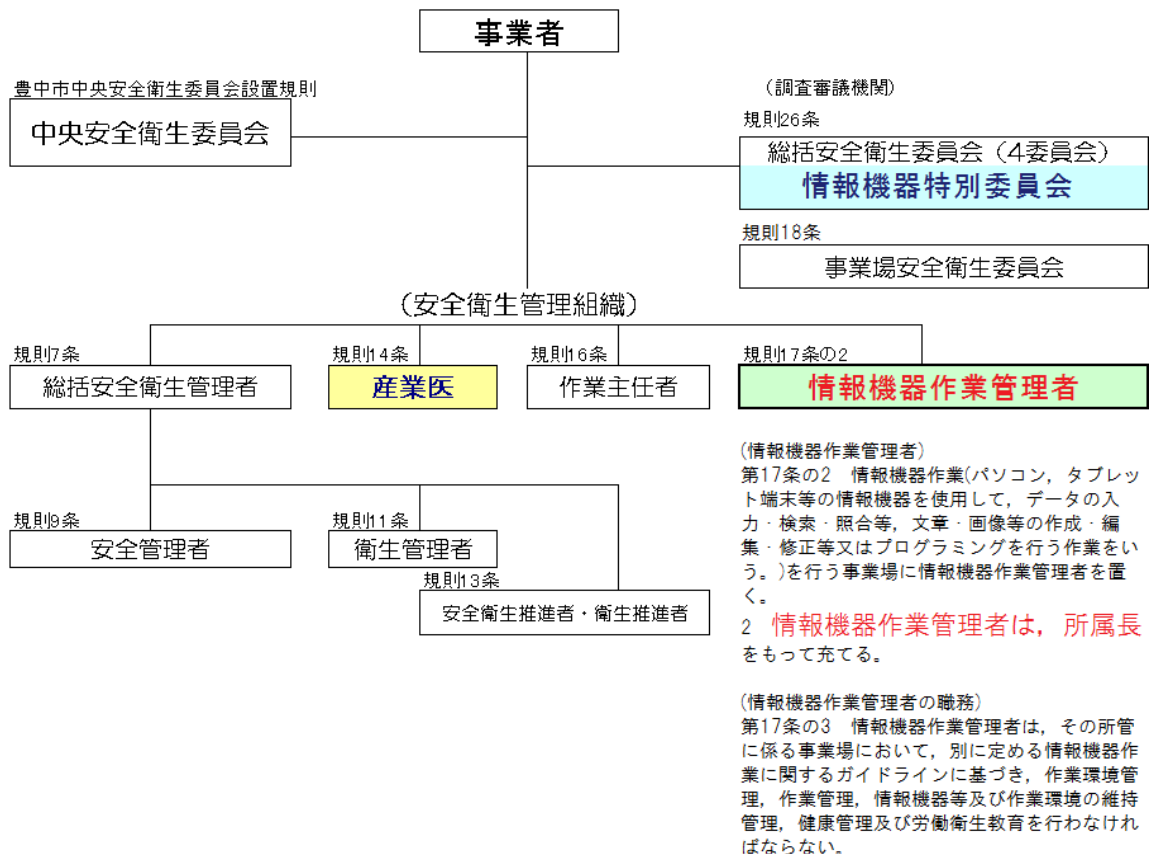 事業者
豊中市中央安全衛生委員会設置規則
中央安全衛生委員会
(調査審議機関)
規則26条
総括安全衛生委員会(4委員会)
情報機器特別委員会
規則18条
事業場安全衛生委員会
(安全衛生管理組織)
規則7条
総括安全衛生管理者
規則14条
産業医
規則16条
作業主任者
規則17条の2
情報機器作業管理者
規則9条
安全管理者
規則11条
衛生管理者
規則13条
安全衛生推進者・衛生推進者
(情報機器作業管理者)
第17条の2 情報機器作業(パソコン,タブレッ
ト端末等の情報機器を使用して,データの入
力・検索・照合等,文章・画像等の作成・編
集・修正等又はプログラミングを行う作業をい
う。)を行う事業場に情報機器作業管理者を置
く。
2 情報機器作業管理者は,所属長
をもって充てる。
(情報機器作業管理者の職務)
第17条の3 情報機器作業管理者は,その所管
に係る事業場において,別に定める情報機器作
業に関するガイドラインに基づき,作業環境管
理,作業管理,情報機器等及び作業環境の維持
管理,健康管理及び労働衛生教育を行わなけれ
ばならない。